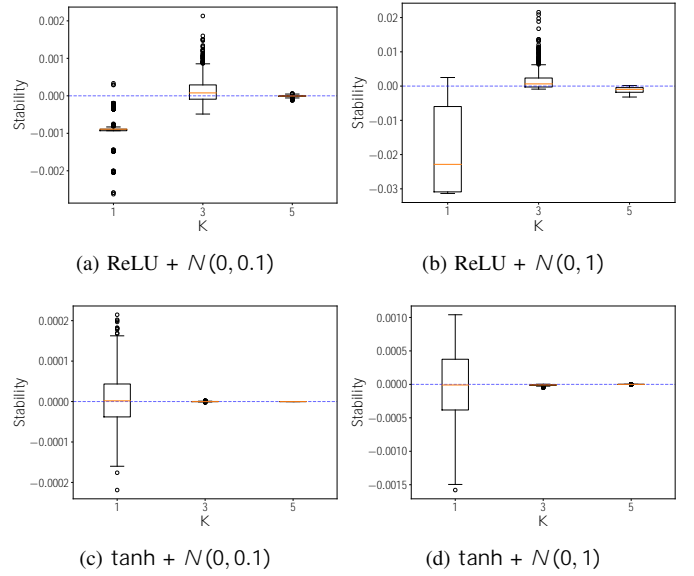 0.002
0.001
0.000
−0.001
−0.002
Stability
1 3 5
K
(a) ReLU + N(0, 0.1)
0.02
0.01
0.00
−0.01
−0.02
−0.03
Stability
1 3 5
K
(b) ReLU + N(0, 1)
0.0002
0.0001
0.0000
−0.0001
−0.0002
Stability
1 3 5
K
(c) tanh + N(0, 0.1)
0.0010
0.0005
0.0000
−0.0005
−0.0010
−0.0015
Stability
1 3 5
K
(d) tanh + N(0, 1)